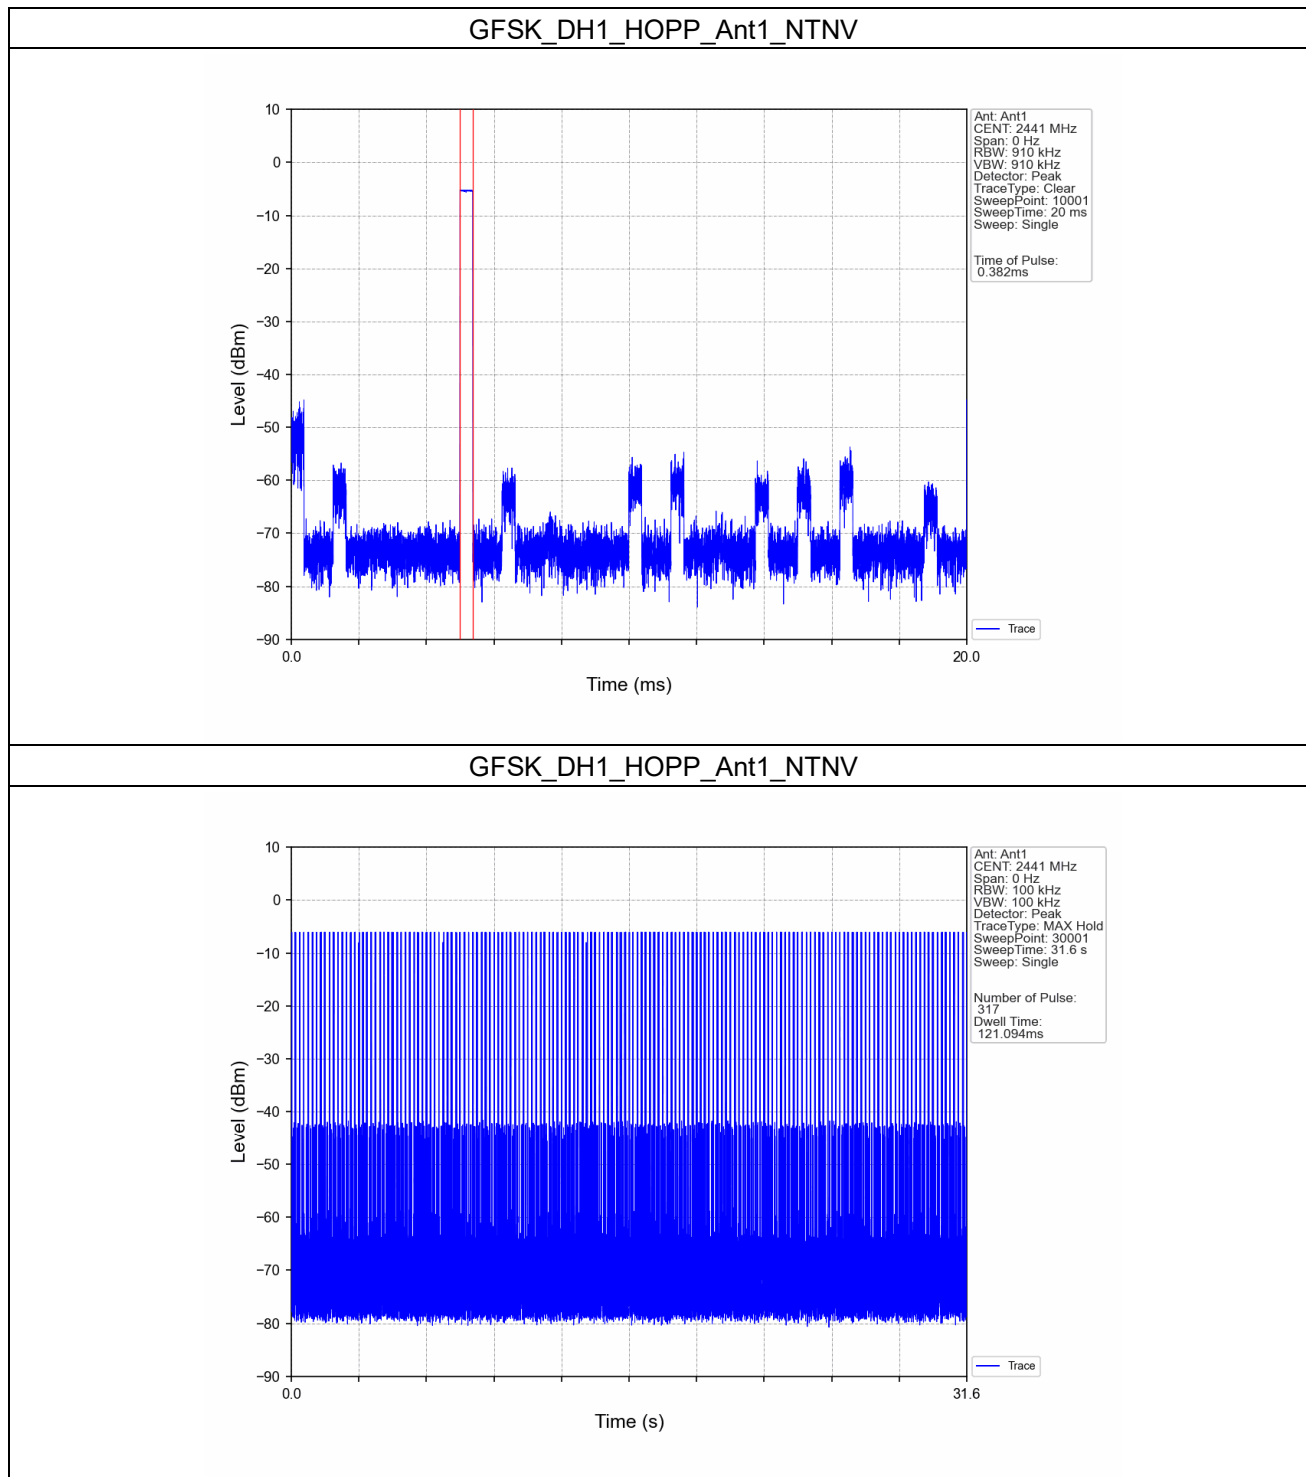 GFSK_DH1_HOPP_Ant1_NTNV
10
0
−10
−20
−30
−40
−50
−60
−70
−80
−90
Level (dBm)
0.0
20.0
Time (ms)
Ant: Ant1
CENT: 2441 MHz
Span: 0 Hz
RBW: 910 kHz
VBW: 910 kHz
Detector: Peak
TraceType: Clear
SweepPoint: 10001
SweepTime: 20 ms
Sweep: Single
Time of Pulse:
0.382ms
Trace
GFSK_DH1_HOPP_Ant1_NTNV
10
0
−10
−20
−30
−40
−50
−60
−70
−80
−90
Level (dBm)
0.0
31.6
Time (s)
Ant: Ant1
CENT: 2441 MHz
Span: 0 Hz
RBW: 100 kHz
VBW: 100 kHz
Detector: Peak
TraceType: MAX Hold
SweepPoint: 30001
SweepTime: 31.6 s
Sweep: Single
Number of Pulse:
317
Dwell Time:
121.094ms
Trace